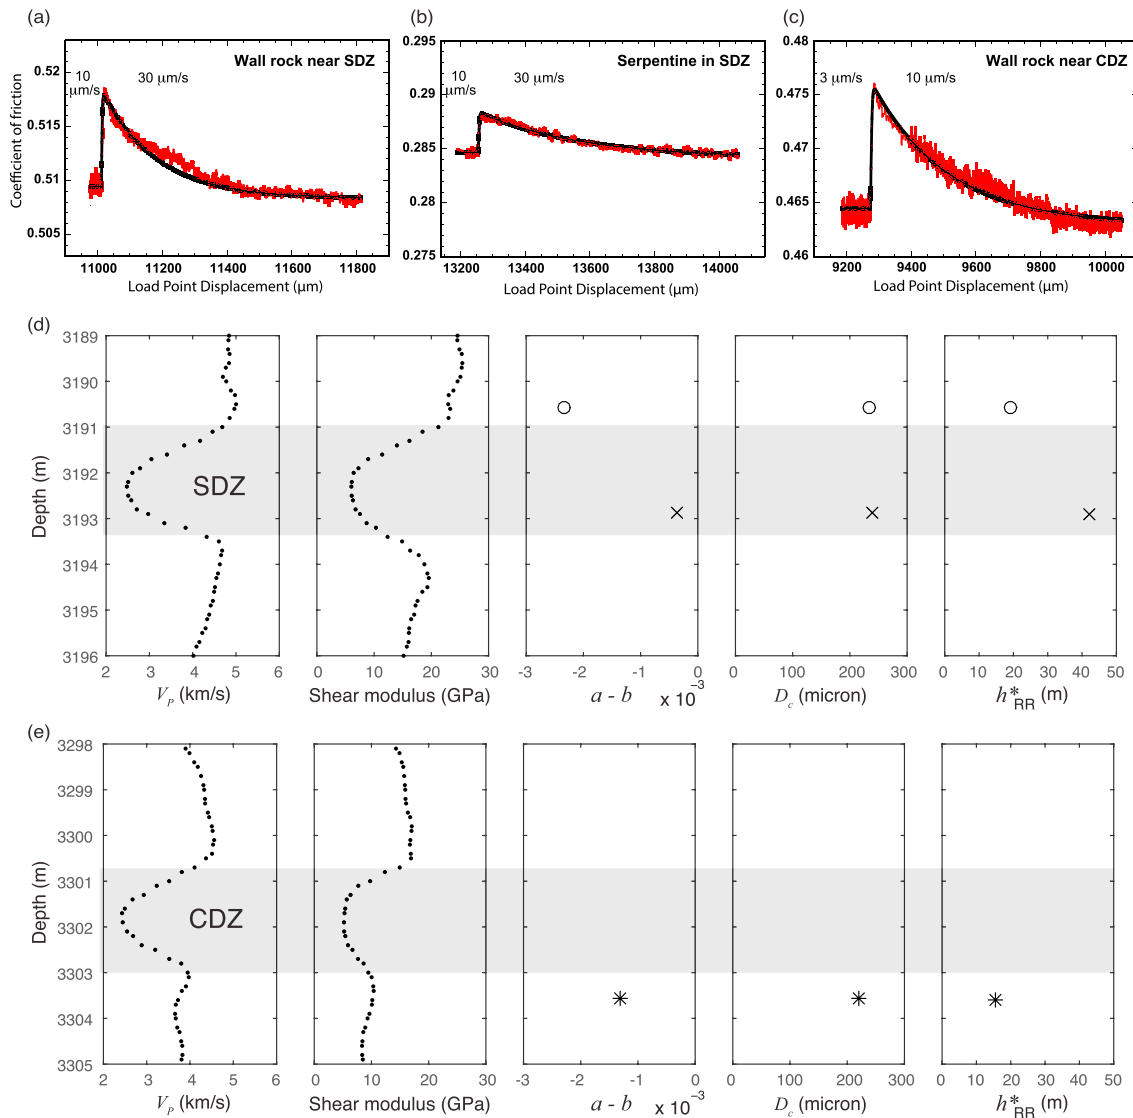 (a)
(b)
(c)
Wall rock near SDZ
Serpentine in SDZ
Wall rock near CDZ
10
μm/s
30 μm/s
10
μm/s
30 μm/s
3 μm/s
10 μm/s
Coefficient of friction
0.52
0.515
0.51
0.505
0.295
0.29
0.285
0.28
0.275
0.48
0.475
0.47
0.465
0.46
11000 11200 11400 11600 11800
13200 13400 13600 13800 14000
9200 9400 9600 9800 10000
Load Point Displacement (μm)
Load Point Displacement (μm)
Load Point Displacement (μm)
(d)
Depth (m)
3189
3190
3191
3192
3193
3194
3195
3196
SDZ
2 3 4 5 6
0 10 20 30
-3 -2 -1 0
0 100 200 300
0 10 20 30 40 50
V_P (km/s)
Shear modulus (GPa)
a - b x 10⁻³
D_c (micron)
h*_RR (m)
(e)
Depth (m)
3298
3299
3300
3301
3302
3303
3304
3305
CDZ
2 3 4 5 6
0 10 20 30
-3 -2 -1 0
0 100 200 300
0 10 20 30 40 50
V_P (km/s)
Shear modulus (GPa)
a - b x 10⁻³
D_c (micron)
h*_RR (m)